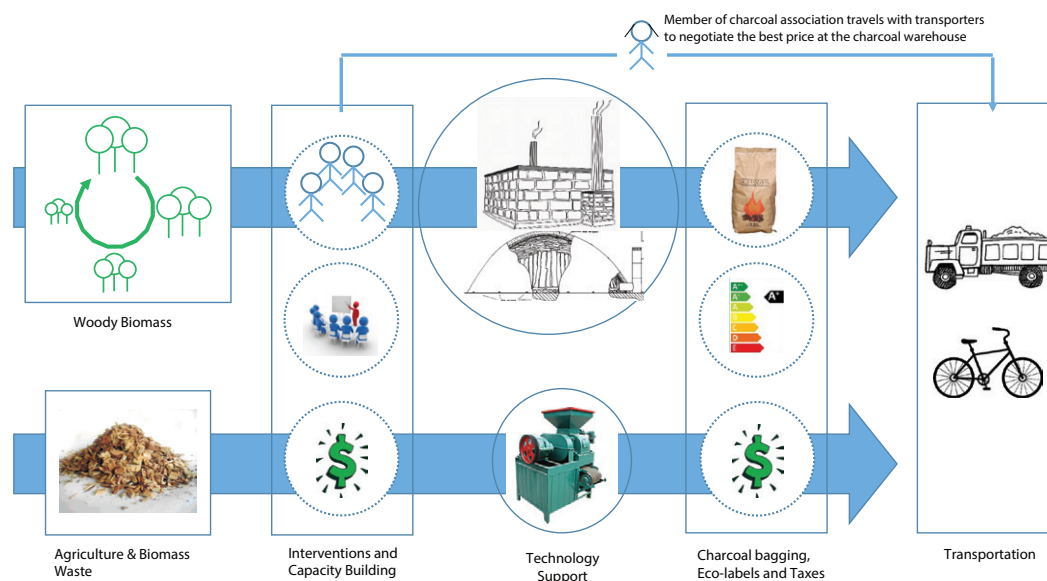 Member of charcoal association travels with transporters
to negotiate the best price at the charcoal warehouse
Woody Biomass
A⁺
A
D
E
A⁺
Agriculture & Biomass
Waste
Interventions and
Capacity Building
Technology
Support
Charcoal bagging,
Eco-labels and Taxes
Transportation